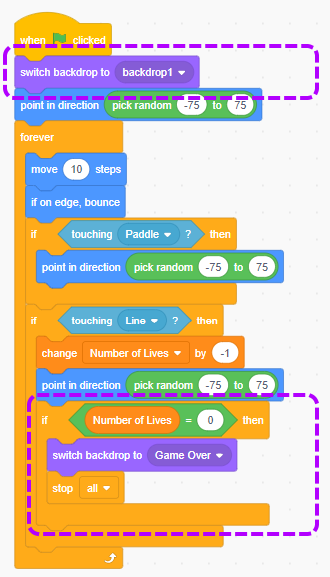 when clicked
switch backdrop to backdrop1
point in direction pick random -75 to 75
forever
move 10 steps
if on edge, bounce
if touching Paddle ? then
point in direction pick random -75 to 75
if touching Line ? then
change Number of Lives by -1
point in direction pick random -75 to 75
if Number of Lives = 0 then
switch backdrop to Game Over
stop all